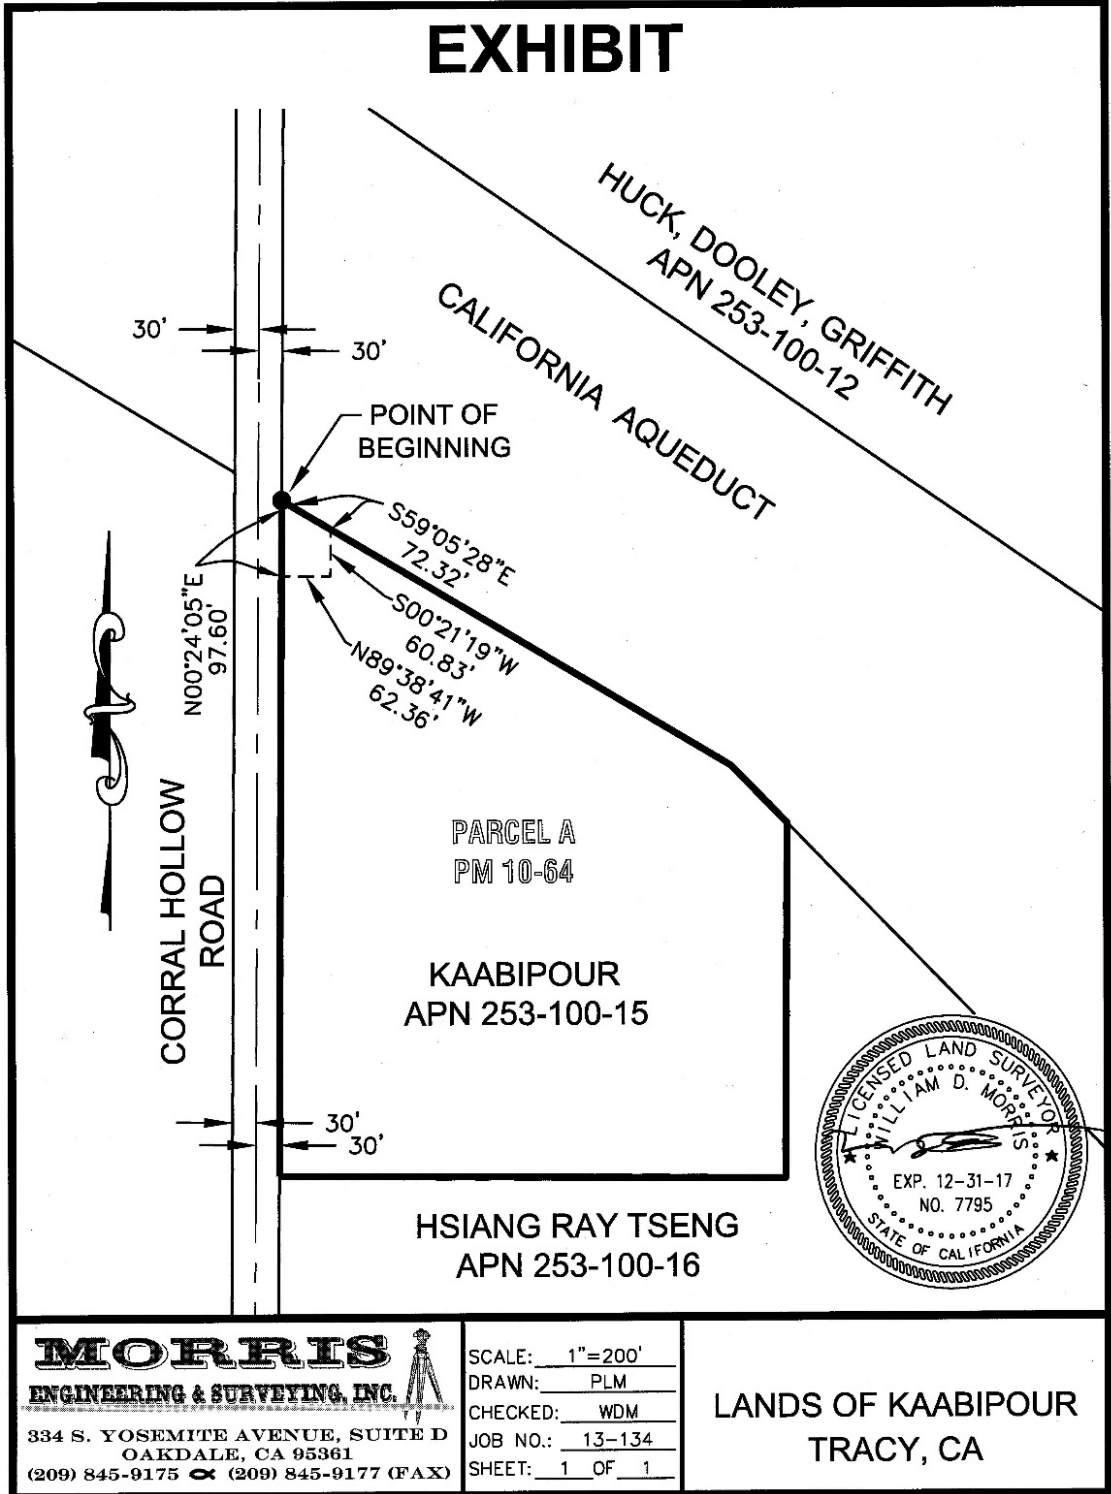 EXHIBIT
HUCK, DOOLEY, GRIFFITH
APN 253-100-12
CALIFORNIA AQUEDUCT
30'
30'
POINT OF
BEGINNING
S59°05'28"E
72.32'
S00°21'19"W
60.83'
N89°38'41"W
62.36'
N00°24'05"E
97.60'
CORRAL HOLLOW
ROAD
PARCEL A
PM 10-64
KAABIPOUR
APN 253-100-15
30'
30'
HSIANG RAY TSENG
APN 253-100-16
LICENSED LAND SURVEYOR
WILLIAM D. MORRIS
EXP. 12-31-17
NO. 7795
STATE OF CALIFORNIA
MORRIS
ENGINEERING & SURVEYING, INC.
334 S. YOSEMITE AVENUE, SUITE D
OAKDALE, CA 95361
(209) 845-9175 (209) 845-9177 (FAX)
SCALE: 1"=200'
DRAWN: PLM
CHECKED: WDM
JOB NO.: 13-134
SHEET: 1 OF 1
LANDS OF KAABIPOUR
TRACY, CA